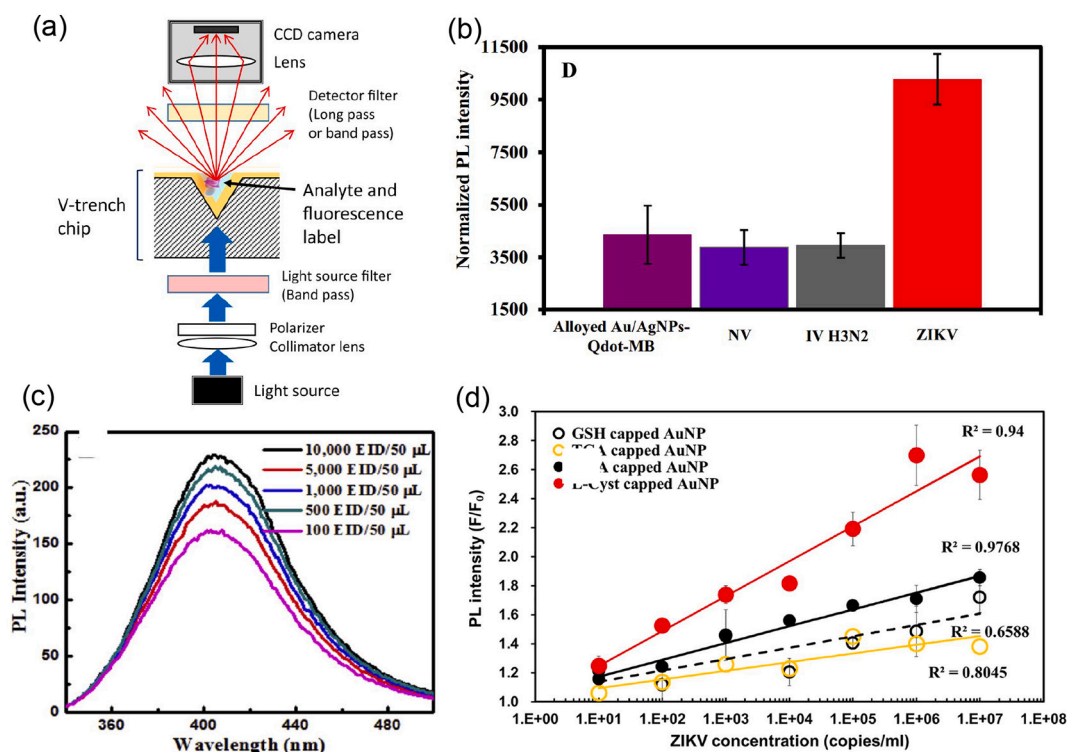 (a)
CCD camera
Lens
Detector filter
(Long pass
or band pass)
V-trench
chip
Analyte and
fluorescence
label
Light source filter
(Band pass)
Polarizer
Collimator lens
Light source
(b)
D
Normalized PL intensity
11500
9500
7500
5500
3500
1500
Alloyed Au/AgNPs-
Qdot-MB
NV
IV H3N2
ZIKV
(c)
PL Intensity (a.u.)
250
200
150
100
50
0
10,000 EID/50 µL
5,000 EID/50 µL
1,000 EID/50 µL
500 EID/50 µL
100 EID/50 µL
360 400 440 480
Wavelength (nm)
(d)
PL intensity (F/F₀)
3.0
2.8
2.6
2.4
2.2
2.0
1.8
1.6
1.4
1.2
1.0
GSH capped AuNP
capped AuNP
capped AuNP
L-Cyst capped AuNP
R² = 0.94
R² = 0.9768
R² = 0.6588
R² = 0.8045
1.E+00 1.E+01 1.E+02 1.E+03 1.E+04 1.E+05 1.E+06 1.E+07 1.E+08
ZIKV concentration (copies/ml)